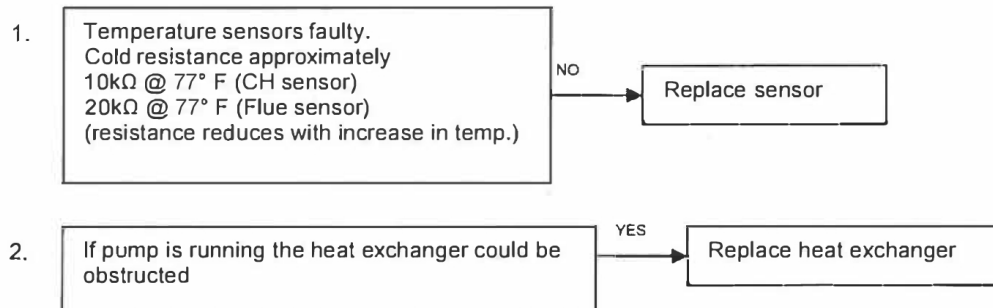 1.
Temperature sensors faulty.
Cold resistance approximately
10kΩ @ 77° F (CH sensor)
20kΩ @ 77° F (Flue sensor)
(resistance reduces with increase in temp.)
NO
Replace sensor
2.
If pump is running the heat exchanger could be
obstructed
YES
Replace heat exchanger